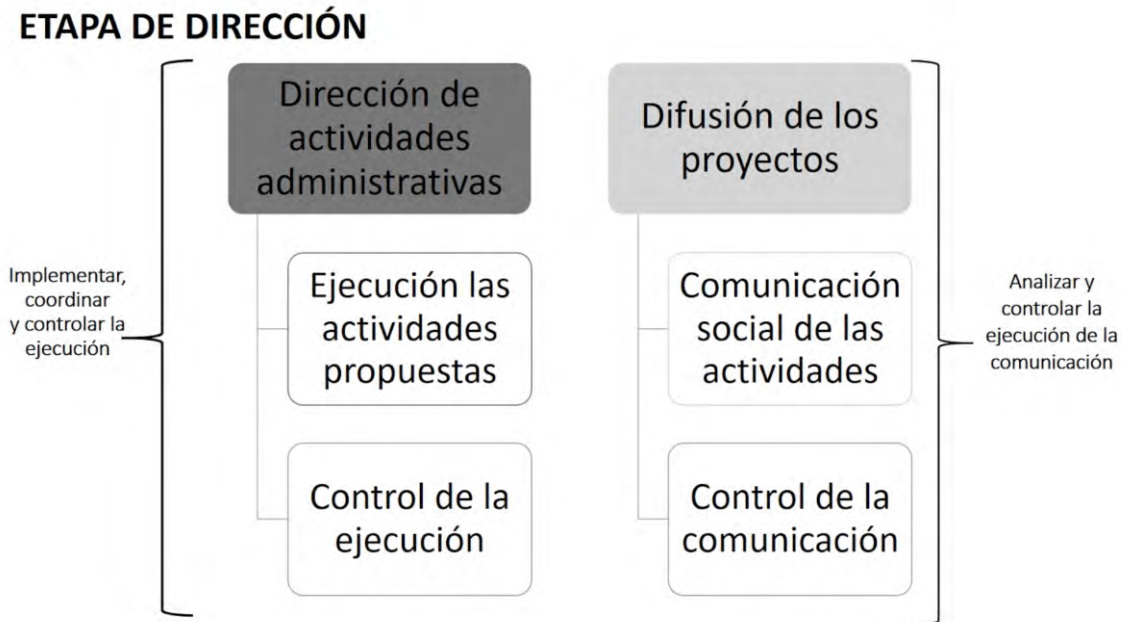 ETAPA DE DIRECCIÓN
Dirección de
actividades
administrativas
Difusión de los
proyectos
Implementar,
coordinar
y controlar la
ejecución
Ejecución las
actividades
propuestas
Comunicación
social de las
actividades
Analizar y
controlar la
ejecución de la
comunicación
Control de la
ejecución
Control de la
comunicación